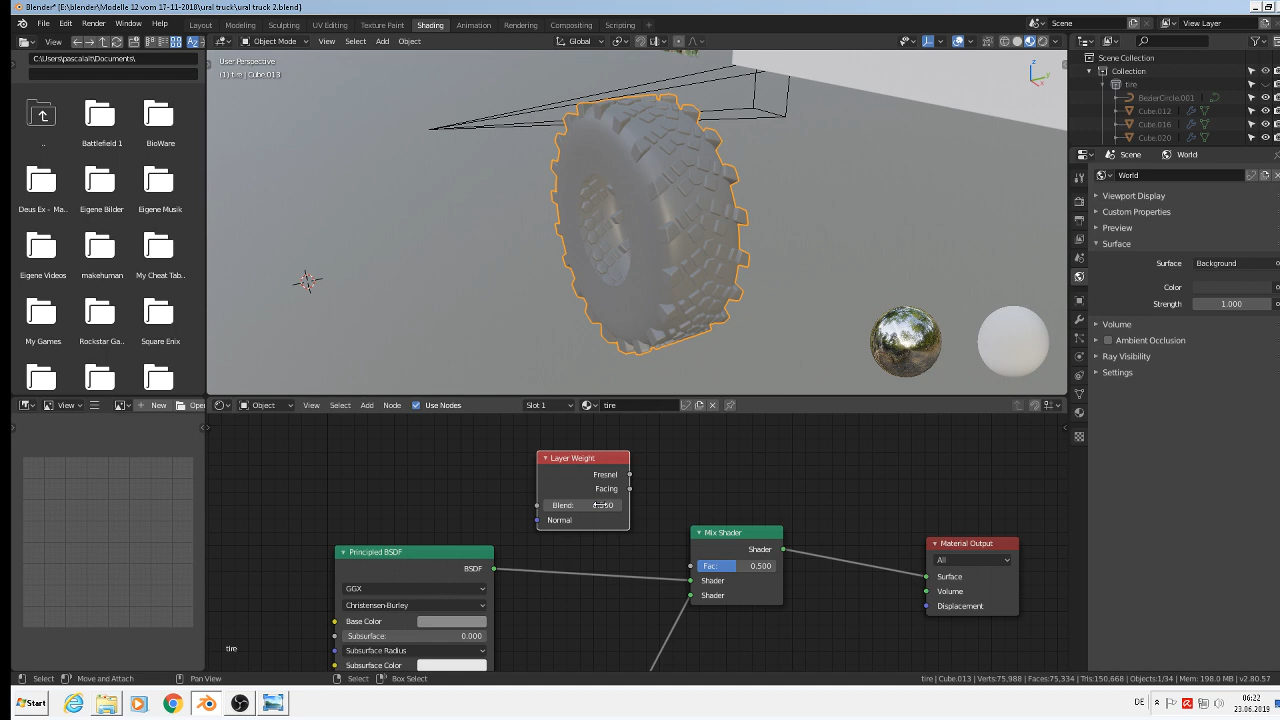 Blender* [E:\blender\Modelle 12 vom 17-11-2018\ural truck\ural truck 2.blend]
File Edit Render Window Help Layout Modeling Sculpting UV Editing Texture Paint Shading Animation Rendering Compositing Scripting Scene View Layer
View Object Mode View Select Add Object Global
C:\Users\pascalalt\Documents\
User Perspective
(1) tire | Cube.013
Scene Collection
Collection
tire
BezierCircle.001
Cube.012
Cube.016
Cube.020
.. Battlefield 1 BioWare
Deus Ex - Ma... Eigene Bilder Eigene Musik
Eigene Videos makehuman My Cheat Tab...
My Games Rockstar Ga... Square Enix
Scene World
World
Viewport Display
Custom Properties
Preview
Surface
Surface Background
Color
Strength 1.000
Volume
Ambient Occlusion
Ray Visibility
Settings
View New Open Object View Select Add Node Use Nodes Slot 1 tire
Layer Weight
Fresnel
Facing
Blend:
Normal
Principled BSDF
BSDF
GGX
Christensen-Burley
Base Color
Subsurface: 0.000
Subsurface Radius
Subsurface Color
Mix Shader
Shader
Fac: 0.500
Shader
Shader
Material Output
All
Surface
Volume
Displacement
tire
Select Move and Attach Pan View Select Box Select tire | Cube.013 | Verts:75,988 | Faces:75,334 | Tris:150,668 | Objects:1/34 | Mem: 198.0 MB | v2.80.57
Start DE 06:22
23.06.2019